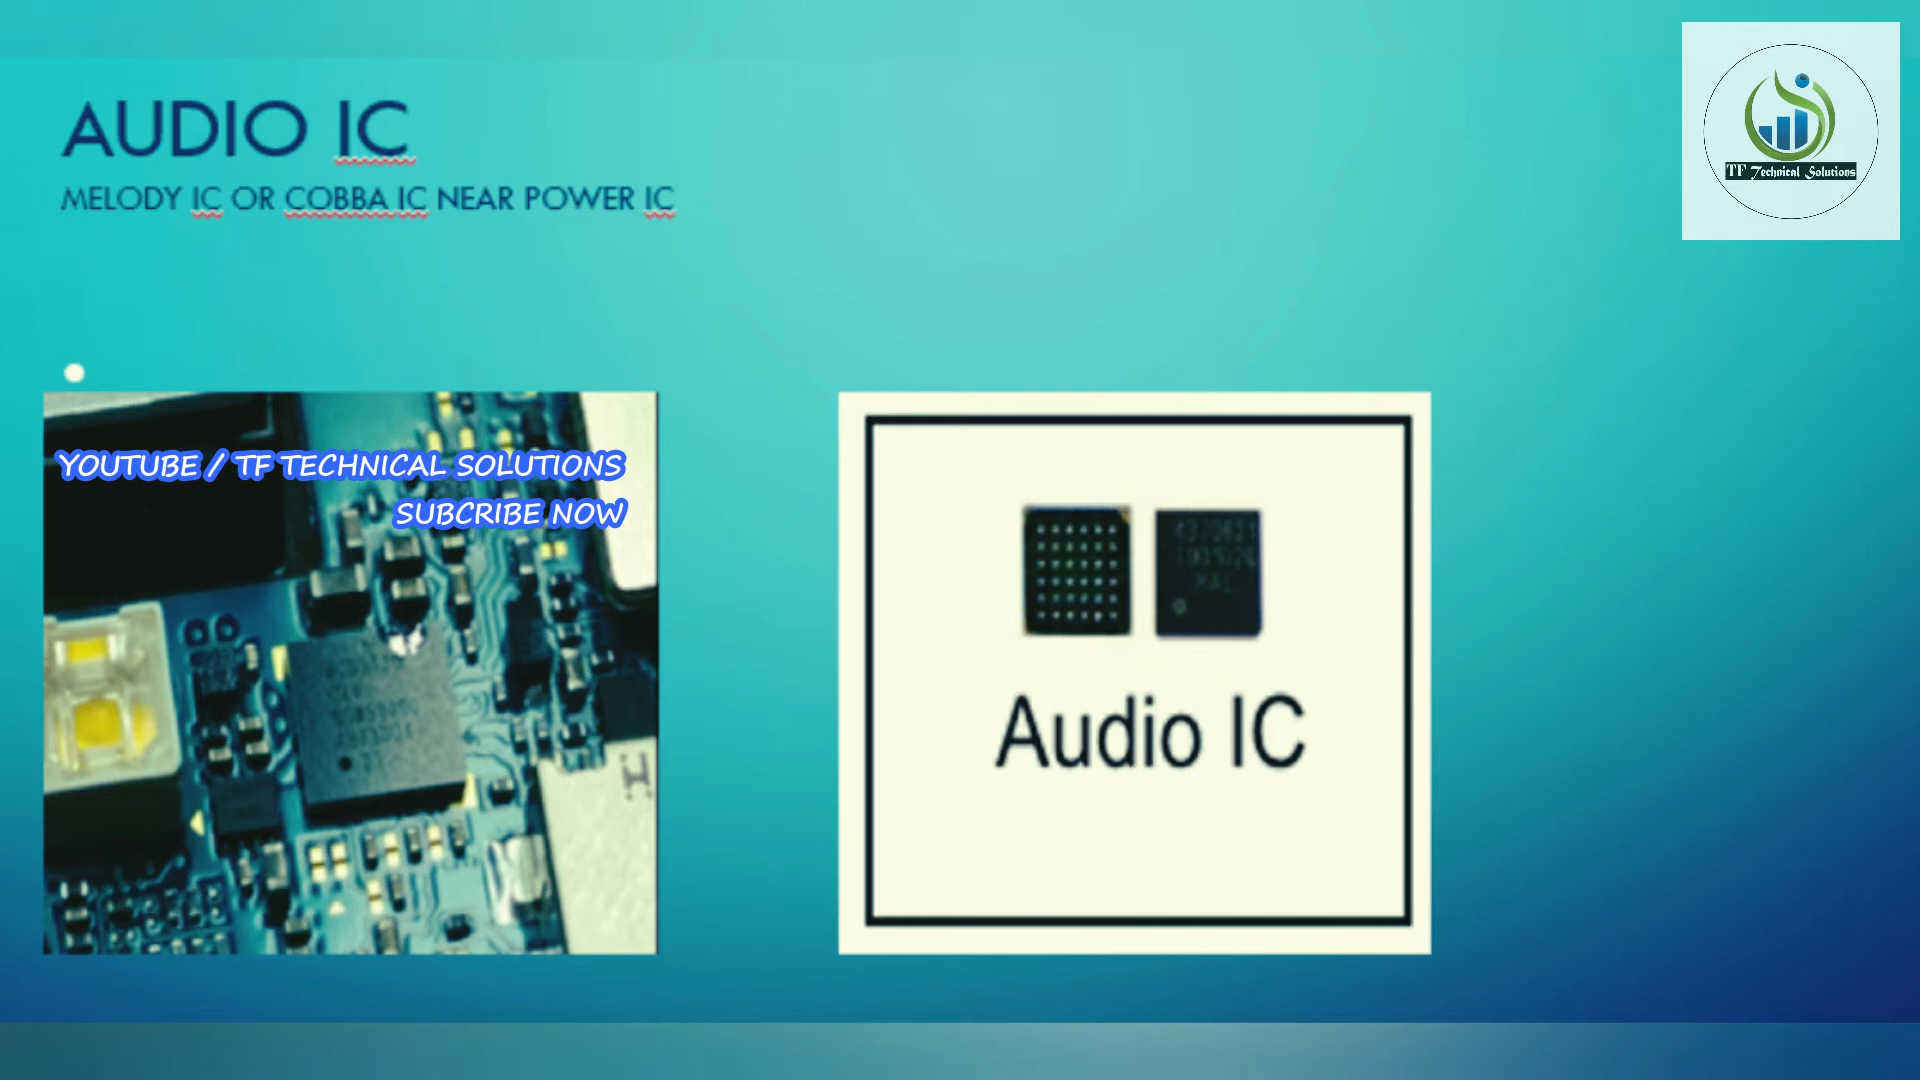 AUDIO IC
MELODY IC OR COBBA IC NEAR POWER IC
TF Technical Solutions
YOUTUBE / TF TECHNICAL SOLUTIONS
SUBCRIBE NOW
Audio IC